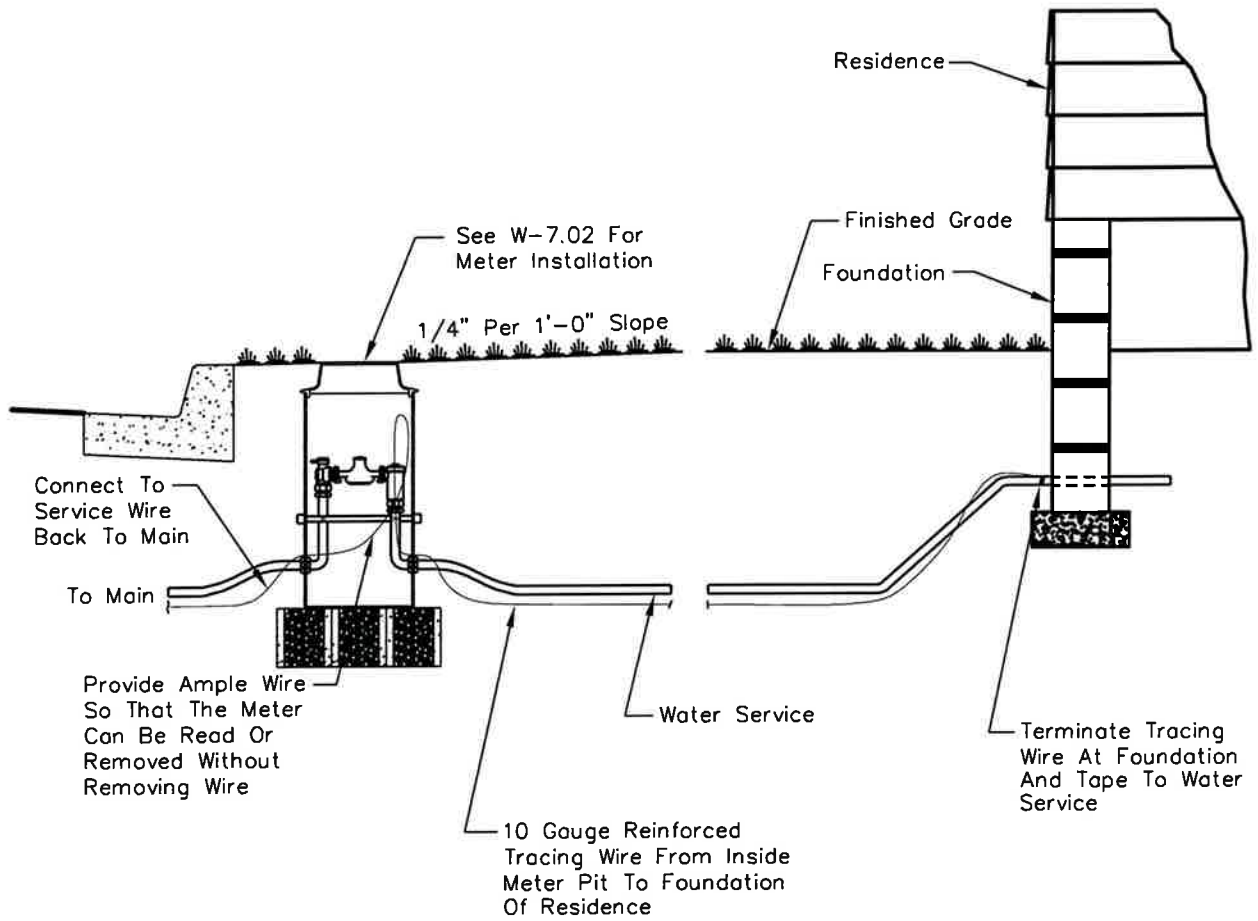 Residence
Finished Grade
See W-7.02 For
Meter Installation
Foundation
1/4" Per 1'-0" Slope
Connect To
Service Wire
Back To Main
To Main
Provide Ample Wire
So That The Meter
Can Be Read Or
Removed Without
Removing Wire
Water Service
Terminate Tracing
Wire At Foundation
And Tape To Water
Service
10 Gauge Reinforced
Tracing Wire From Inside
Meter Pit To Foundation
Of Residence